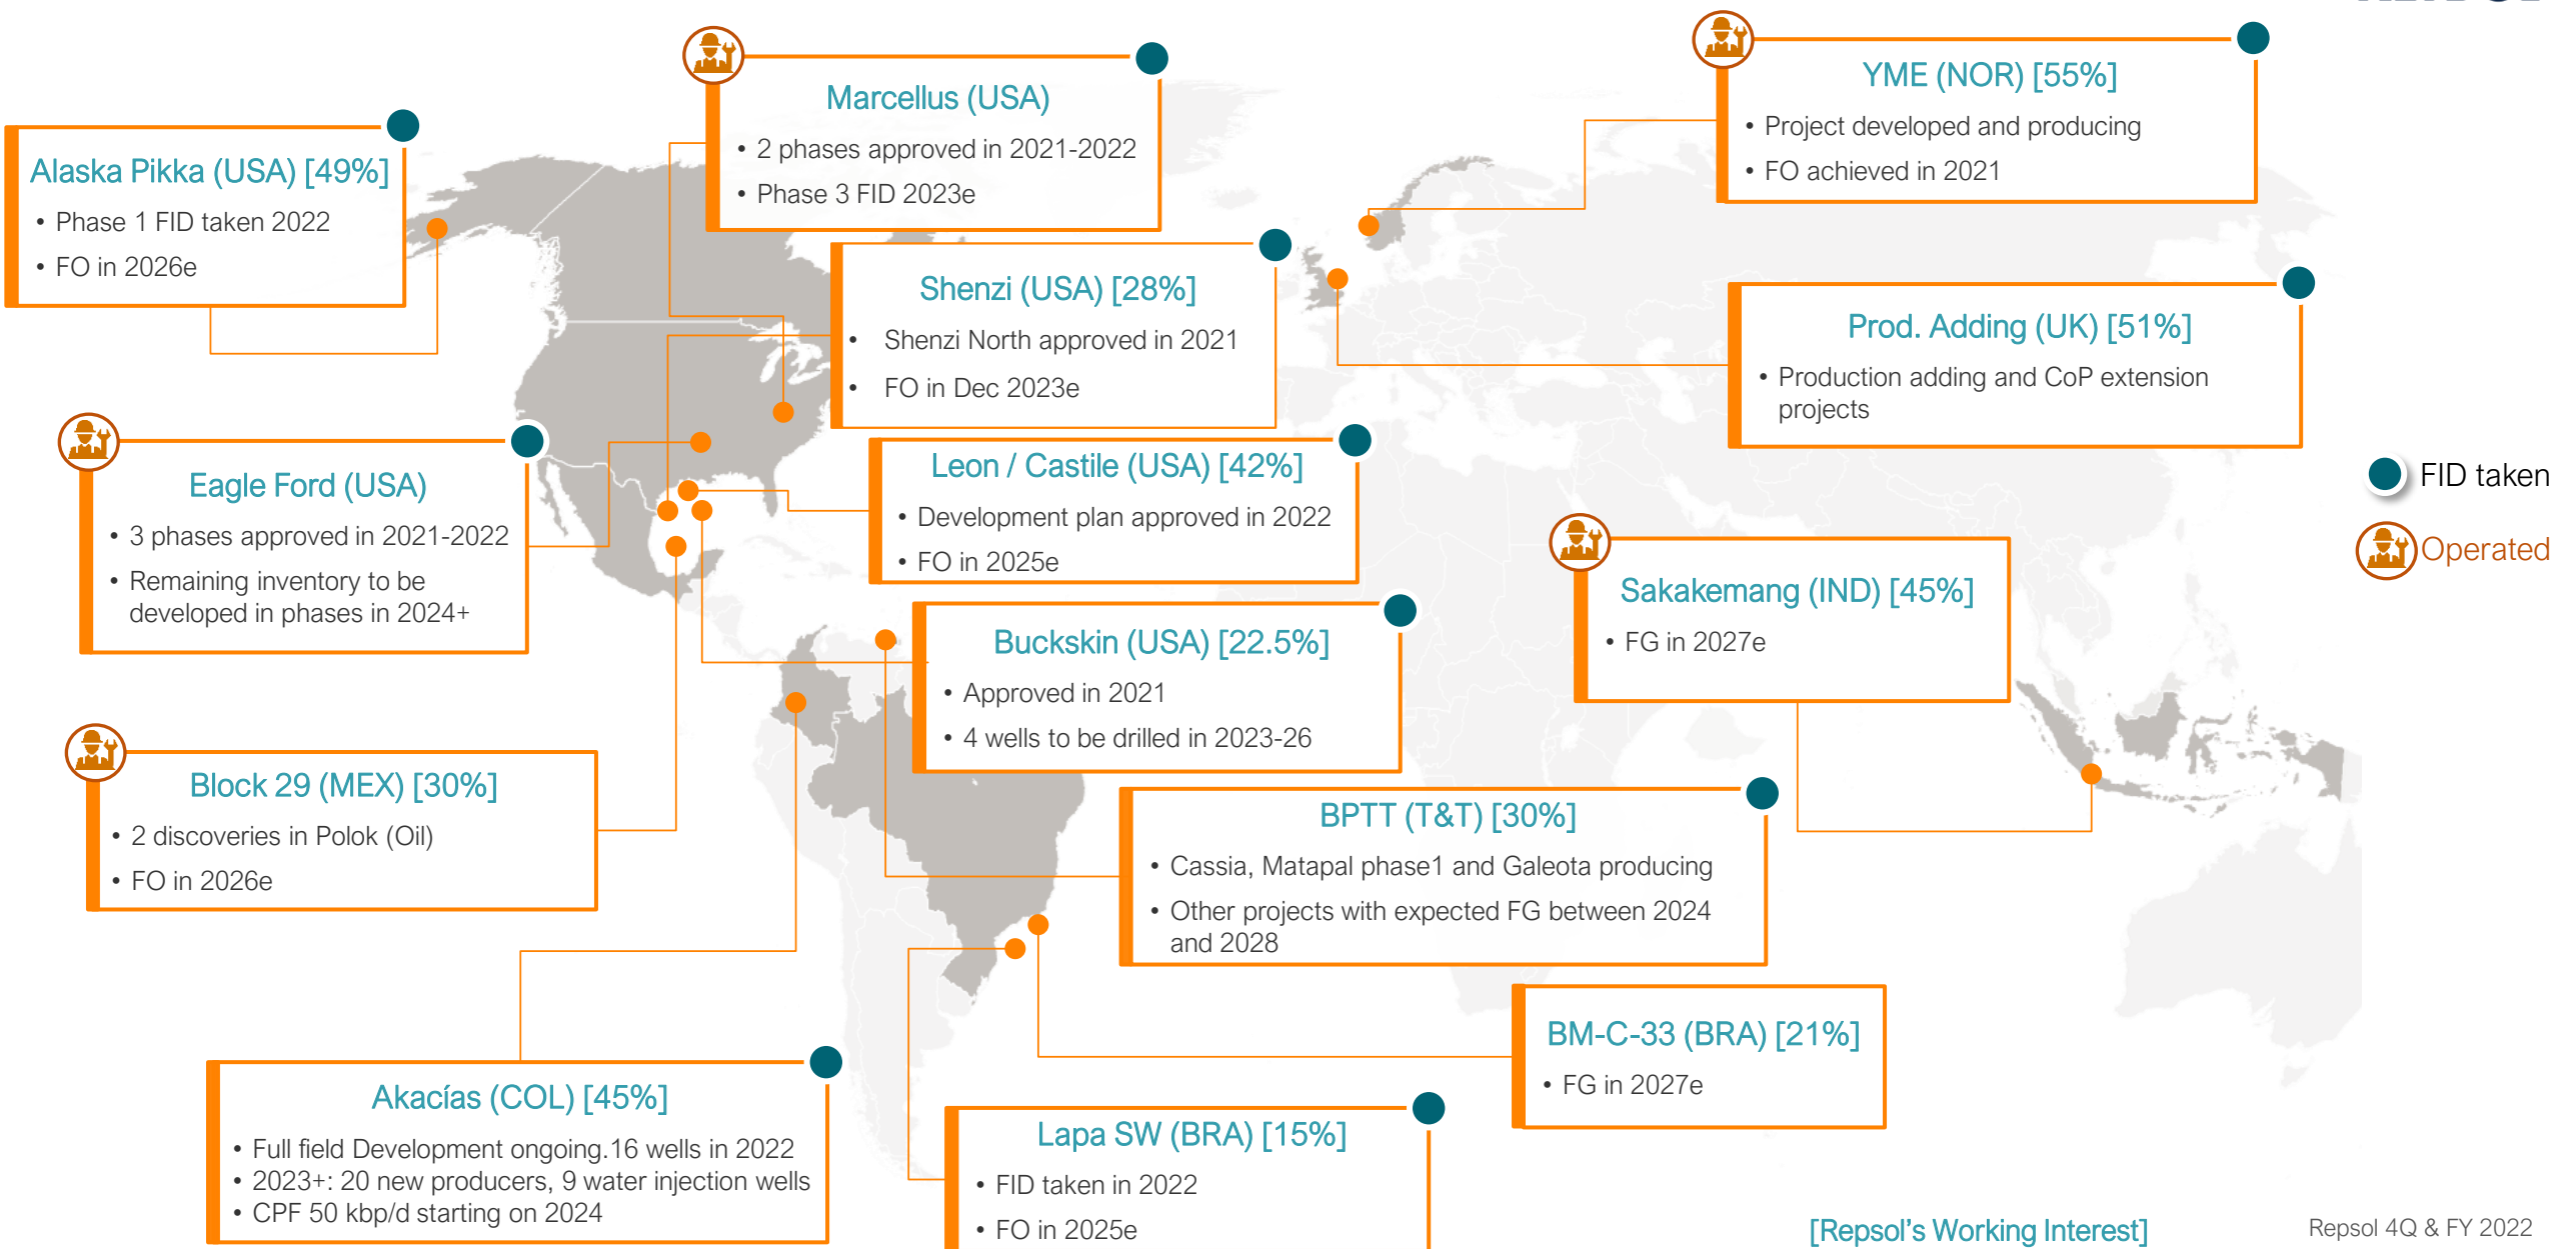 Marcellus (USA)
• 2 phases approved in 2021-2022
• Phase 3 FID 2023e
YME (NOR) [55%]
• Project developed and producing
• FO achieved in 2021
Alaska Pikka (USA) [49%]
• Phase 1 FID taken 2022
• FO in 2026e
Shenzi (USA) [28%]
• Shenzi North approved in 2021
• FO in Dec 2023e
Prod. Adding (UK) [51%]
• Production adding and CoP extension
projects
Eagle Ford (USA)
• 3 phases approved in 2021-2022
• Remaining inventory to be
developed in phases in 2024+
Leon / Castile (USA) [42%]
• Development plan approved in 2022
• FO in 2025e
FID taken
Operated
Sakakemang (IND) [45%]
• FG in 2027e
Buckskin (USA) [22.5%]
• Approved in 2021
• 4 wells to be drilled in 2023-26
Block 29 (MEX) [30%]
• 2 discoveries in Polok (Oil)
• FO in 2026e
BPTT (T&T) [30%]
• Cassia, Matapal phase1 and Galeota producing
• Other projects with expected FG between 2024
and 2028
BM-C-33 (BRA) [21%]
• FG in 2027e
Akacías (COL) [45%]
• Full field Development ongoing.16 wells in 2022
• 2023+: 20 new producers, 9 water injection wells
• CPF 50 kbp/d starting on 2024
Lapa SW (BRA) [15%]
• FID taken in 2022
• FO in 2025e
[Repsol's Working Interest]
Repsol 4Q & FY 2022